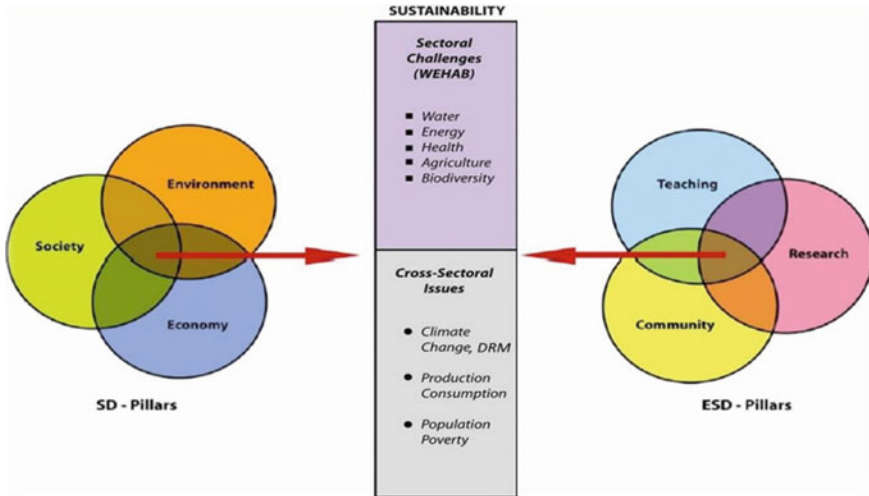 SUSTAINABILITY
Sectoral
Challenges
(WEHAB)
Water
Energy
Health
Agriculture
Biodiversity
Cross-Sectoral
Issues
Climate
Change, DRM
Production
Consumption
Population
Poverty
Environment
Society
Economy
SD - Pillars
Teaching
Research
Community
ESD - Pillars